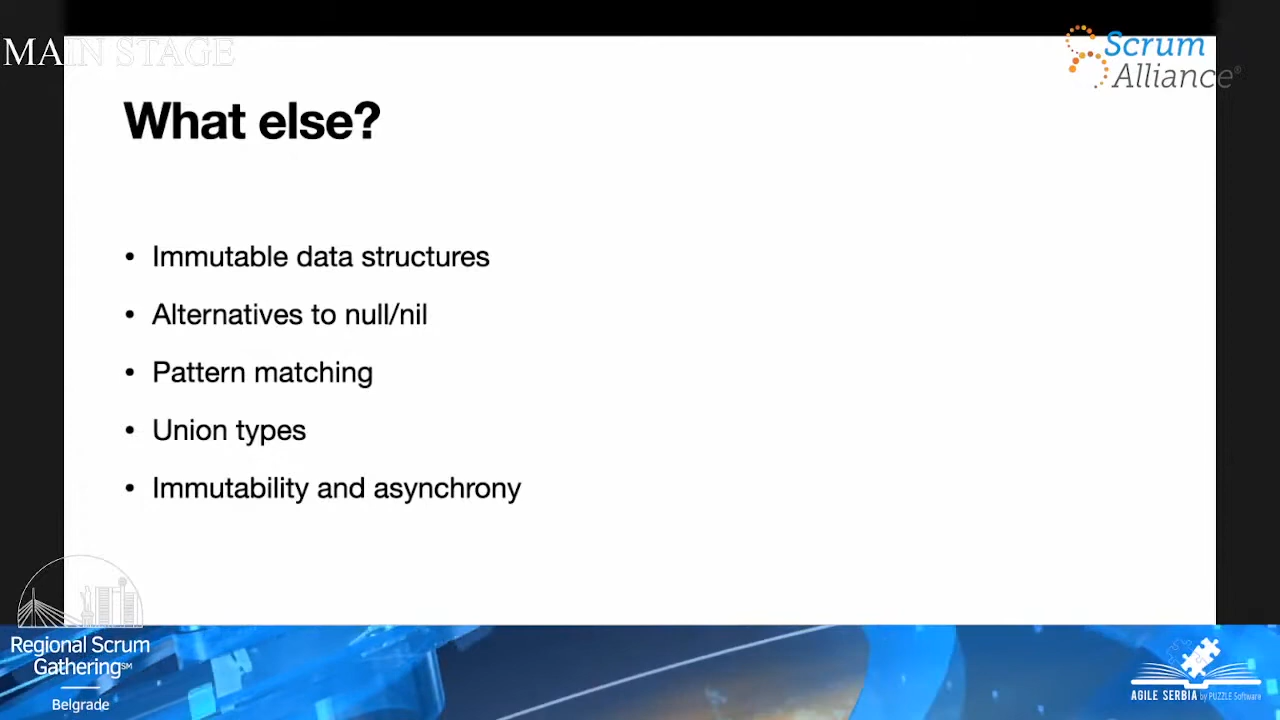 MAIN STAGE
Scrum
Alliance®
What else?
• Immutable data structures
• Alternatives to null/nil
• Pattern matching
• Union types
• Immutability and asynchrony
Regional Scrum
Gathering℠
Belgrade
AGILE SERBIA by PUZZLE Software